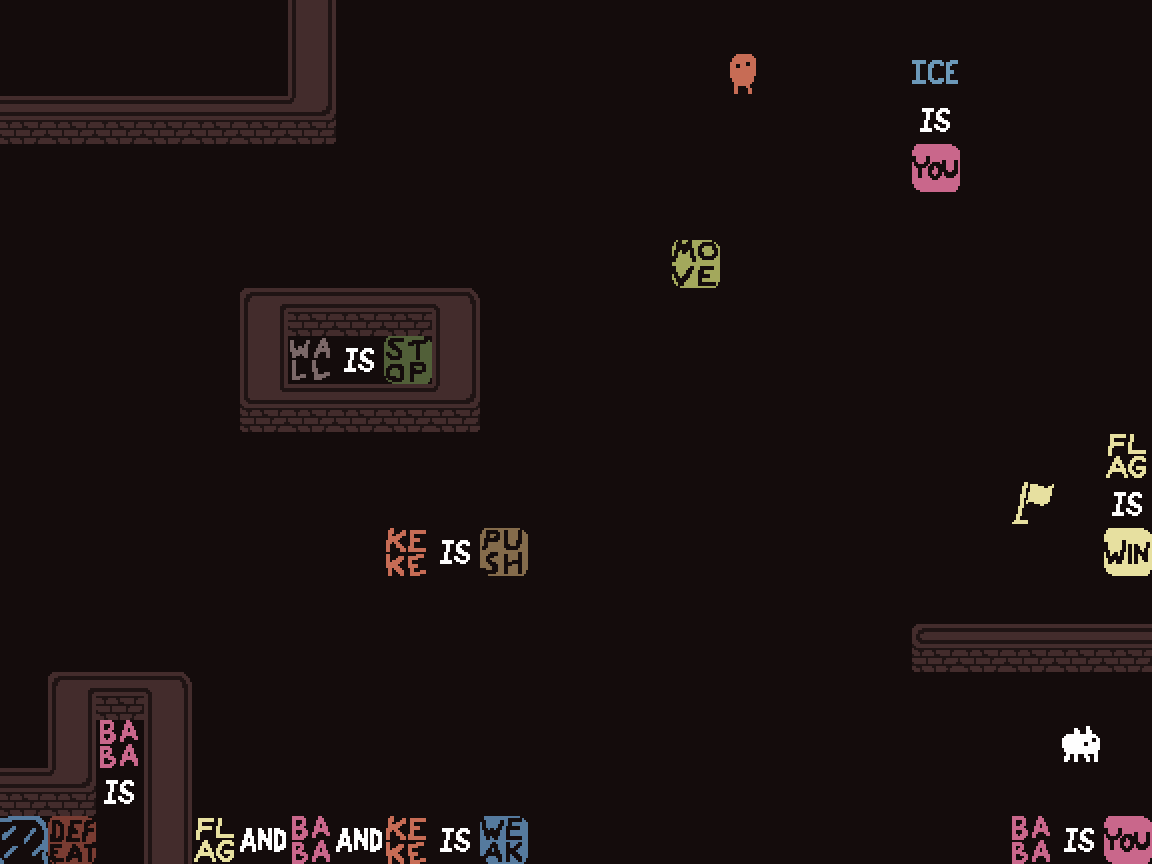 ICE
IS
YOU
MOVE
WALL IS STOP
FLAG
IS
WIN
KEKE IS PUSH
BABA
IS
DEFEAT
FLAG AND BABA AND KEKE IS WEAK
BABA IS YOU